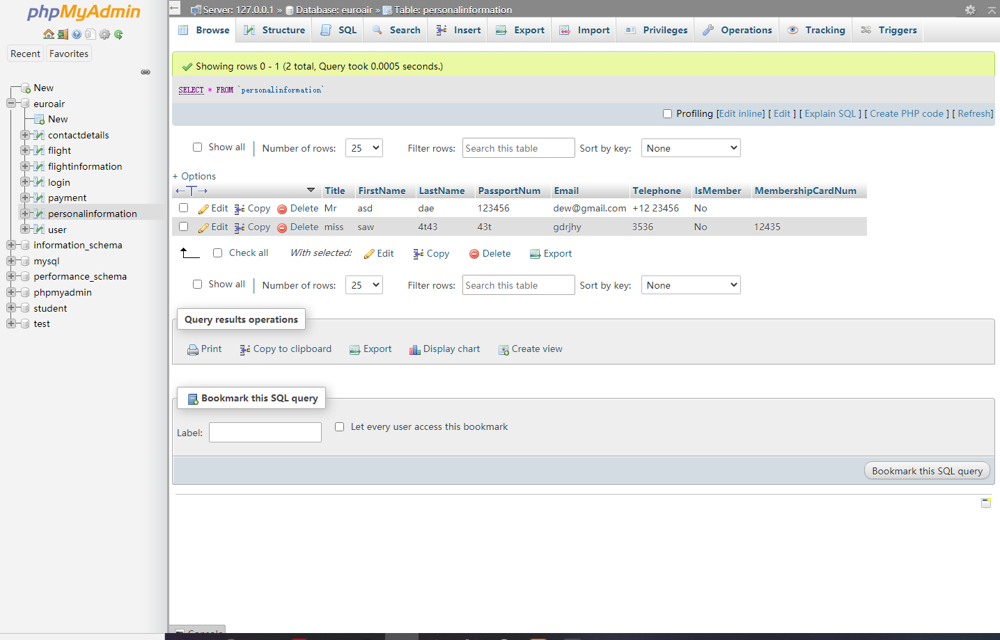 phpMyAdmin
Recent Favorites
New
euroair
New
contactdetails
flight
flightinformation
login
payment
personalinformation
user
information_schema
mysql
performance_schema
phpmyadmin
student
test
Server: 127.0.0.1 » Database: euroair » Table: personalinformation
Browse Structure SQL Search Insert Export Import Privileges Operations Tracking Triggers
Showing rows 0 - 1 (2 total, Query took 0.0005 seconds.)
SELECT * FROM `personalinformation`
Profiling [Edit inline] [ Edit ] [ Explain SQL ] [ Create PHP code ] [ Refresh]
Show all Number of rows: 25 Filter rows: Search this table Sort by key: None
+ Options
←T→ Title FirstName LastName PassportNum Email Telephone IsMember MembershipCardNum
Edit Copy Delete Mr asd dae 123456 dew@gmail.com +12 23456 No
Edit Copy Delete miss saw 4t43 43t gdrjhy 3536 No 12435
Check all With selected: Edit Copy Delete Export
Show all Number of rows: 25 Filter rows: Search this table Sort by key: None
Query results operations
Print Copy to clipboard Export Display chart Create view
Bookmark this SQL query
Label: Let every user access this bookmark
Bookmark this SQL query
Console